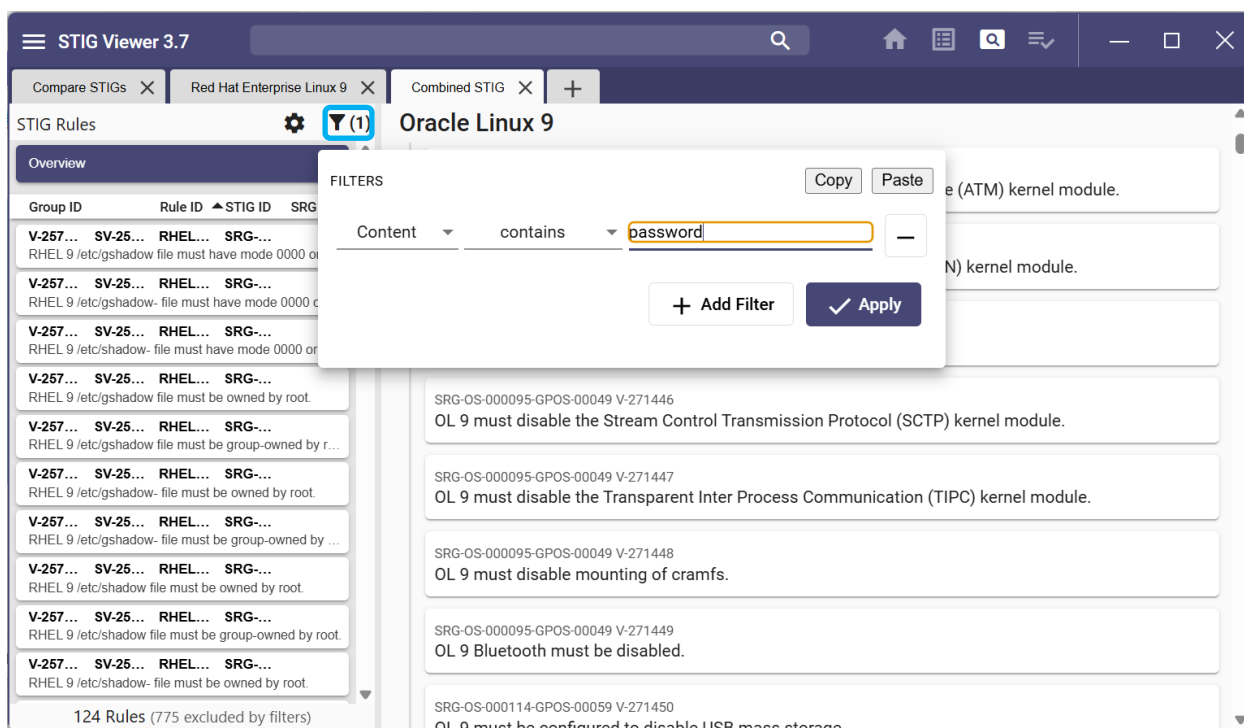 STIG Viewer 3.7
Compare STIGs
Red Hat Enterprise Linux 9
Combined STIG
STIG Rules
(1)
Overview
Group ID Rule ID STIG ID SRG
V-257... SV-25... RHEL... SRG-...
RHEL 9 /etc/gshadow file must have mode 0000 or
V-257... SV-25... RHEL... SRG-...
RHEL 9 /etc/gshadow- file must have mode 0000
V-257... SV-25... RHEL... SRG-...
RHEL 9 /etc/shadow- file must have mode 0000 or
V-257... SV-25... RHEL... SRG-...
RHEL 9 /etc/gshadow file must be owned by root.
V-257... SV-25... RHEL... SRG-...
RHEL 9 /etc/gshadow file must be group-owned by r...
V-257... SV-25... RHEL... SRG-...
RHEL 9 /etc/gshadow- file must be owned by root.
V-257... SV-25... RHEL... SRG-...
RHEL 9 /etc/gshadow- file must be group-owned by ...
V-257... SV-25... RHEL... SRG-...
RHEL 9 /etc/shadow file must be owned by root.
V-257... SV-25... RHEL... SRG-...
RHEL 9 /etc/shadow file must be group-owned by root.
V-257... SV-25... RHEL... SRG-...
RHEL 9 /etc/shadow- file must be owned by root.
124 Rules (775 excluded by filters)
FILTERS
Copy
Paste
Content
contains
password
Add Filter
Apply
Oracle Linux 9
(ATM) kernel module.
N) kernel module.
SRG-OS-000095-GPOS-00049 V-271446
OL 9 must disable the Stream Control Transmission Protocol (SCTP) kernel module.
SRG-OS-000095-GPOS-00049 V-271447
OL 9 must disable the Transparent Inter Process Communication (TIPC) kernel module.
SRG-OS-000095-GPOS-00049 V-271448
OL 9 must disable mounting of cramfs.
SRG-OS-000095-GPOS-00049 V-271449
OL 9 Bluetooth must be disabled.
SRG-OS-000114-GPOS-00059 V-271450
OL 9 must be configured to disable USB mass storage.